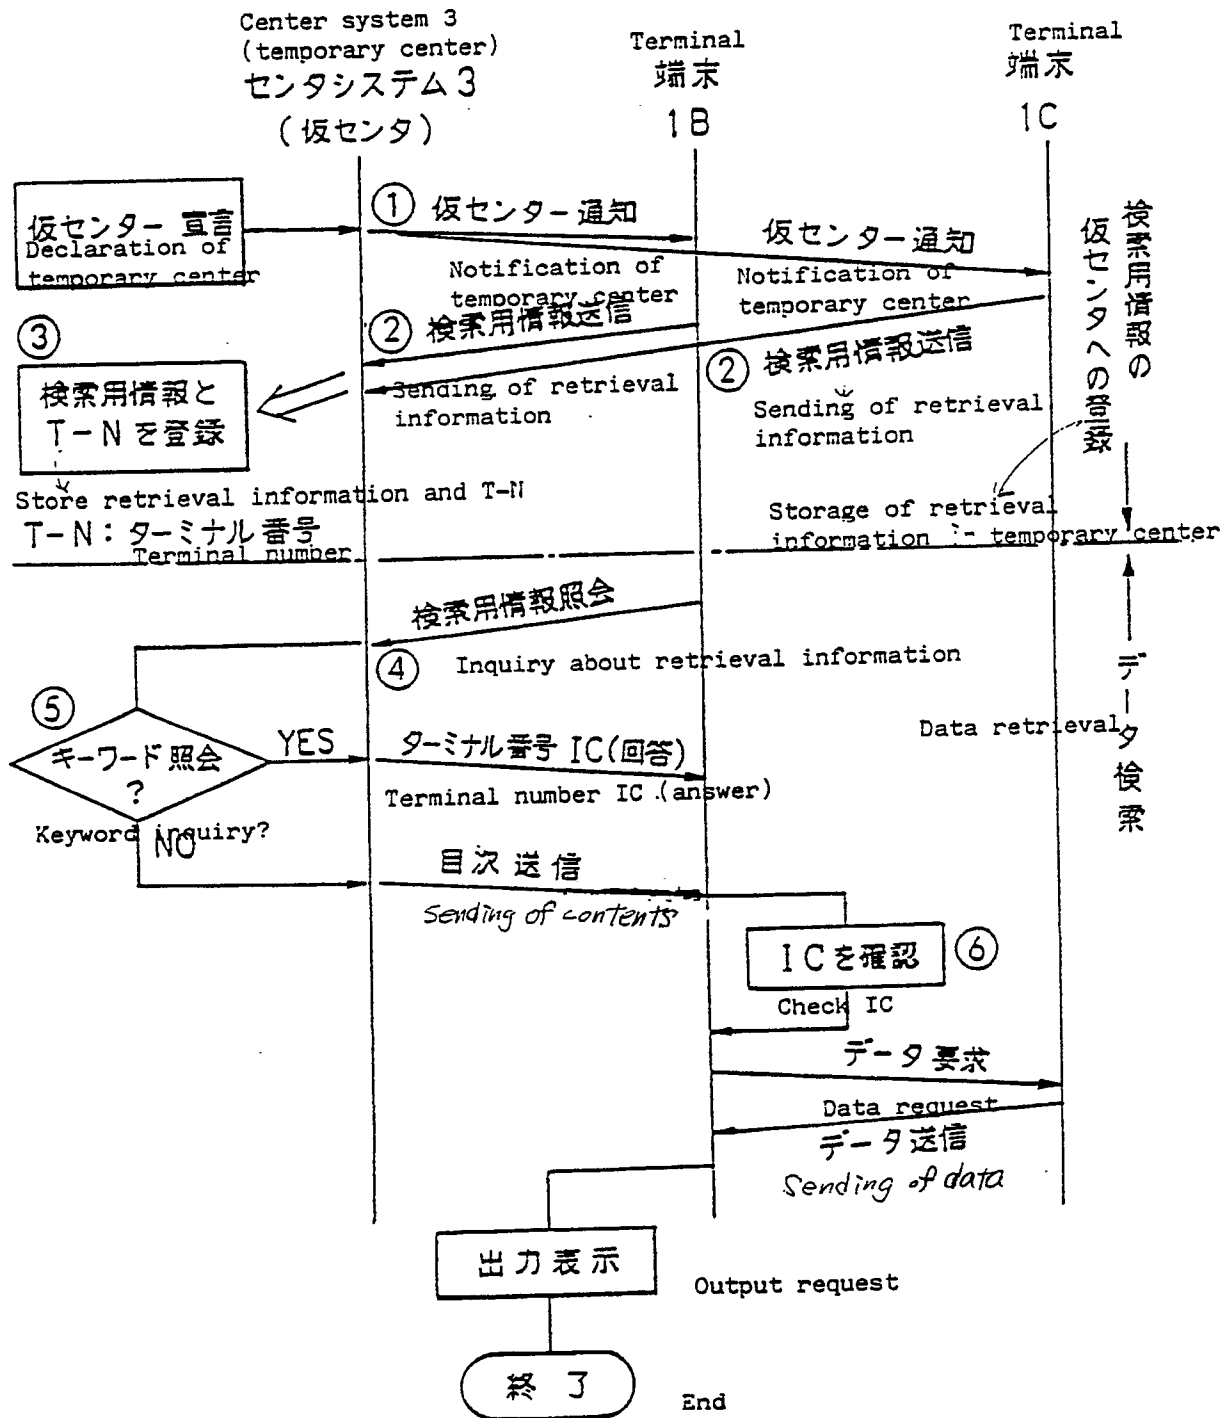 Center system 3
(temporary center)
センタシステム3
(仮センタ)
Terminal
端末
1B
Terminal
端末
1C
仮センター宣言
Declaration of
temporary center
① 仮センター通知
Notification of
temporary center
仮センター通知
Notification of
temporary center
② 検索用情報送信
Sending of retrieval
information
② 検索用情報送信
Sending of retrieval
information
③
検索用情報と
T-Nを登録
Store retrieval information and T-N
T-N:ターミナル番号
Terminal number
検索用情報の
仮センタへの登録
Storage of retrieval
information :- temporary center
検索用情報照会
④ Inquiry about retrieval information
⑤
キーワード照会
?
Keyword inquiry?
YES
NO
ターミナル番号 IC(回答)
Terminal number IC (answer)
データ検索
Data retrieval
目次送信
Sending of contents
ICを確認
⑥
Check IC
データ要求
Data request
データ送信
Sending of data
出力表示
Output request
終了
End